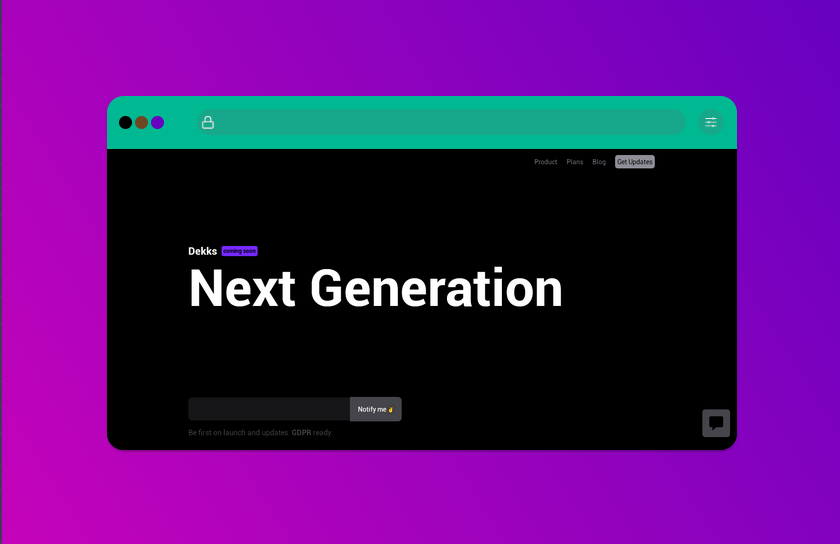 Product Plans Blog Get Updates
Dekks coming soon
Next Generation
Notify me ✌
Be first on launch and updates. GDPR ready.